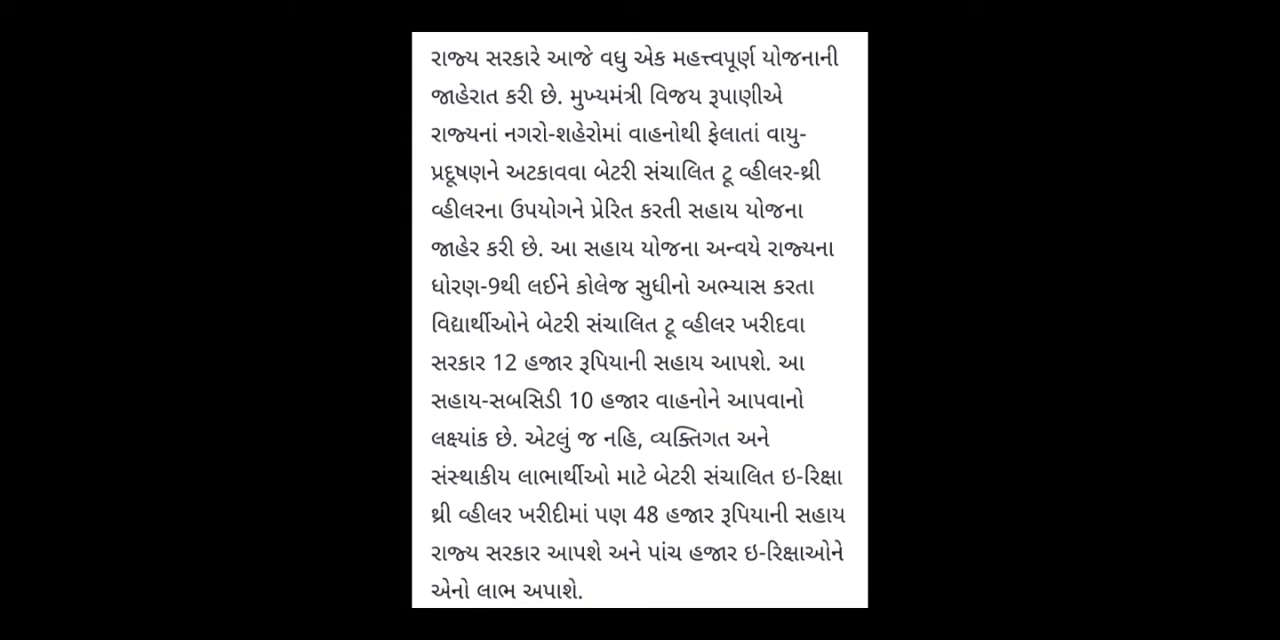 રાજ્ય સરકારે આજે વધુ એક મહત્ત્વપૂર્ણ યોજનાની
જાહેરાત કરી છે. મુખ્યમંત્રી વિજય રૂપાણીએ
રાજ્યનાં નગરો-શહેરોમાં વાહનોથી ફેલાતાં વાયુ-
પ્રદૂષણને અટકાવવા બેટરી સંચાલિત ટૂ વ્હીલર-થ્રી
વ્હીલરના ઉપયોગને પ્રેરિત કરતી સહાય યોજના
જાહેર કરી છે. આ સહાય યોજના અન્વયે રાજ્યના
ધોરણ-9થી લઈને કોલેજ સુધીનો અભ્યાસ કરતા
વિદ્યાર્થીઓને બેટરી સંચાલિત ટૂ વ્હીલર ખરીદવા
સરકાર 12 હજાર રૂપિયાની સહાય આપશે. આ
સહાય-સબસિડી 10 હજાર વાહનોને આપવાનો
લક્ષ્યાંક છે. એટલું જ નહિ, વ્યક્તિગત અને
સંસ્થાકીય લાભાર્થીઓ માટે બેટરી સંચાલિત ઇ-રિક્ષા
થ્રી વ્હીલર ખરીદીમાં પણ 48 હજાર રૂપિયાની સહાય
રાજ્ય સરકાર આપશે અને પાંચ હજાર ઇ-રિક્ષાઓને
એનો લાભ અપાશે.